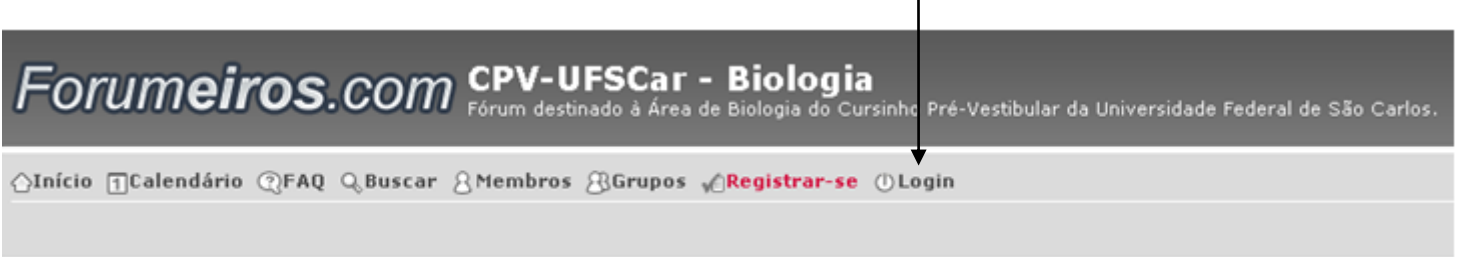 Forumeiros.com CPV-UFSCar - Biologia
Fórum destinado à Área de Biologia do Cursinho Pré-Vestibular da Universidade Federal de São Carlos.
Início 1 Calendário ? FAQ Buscar Membros Grupos Registrar-se Login